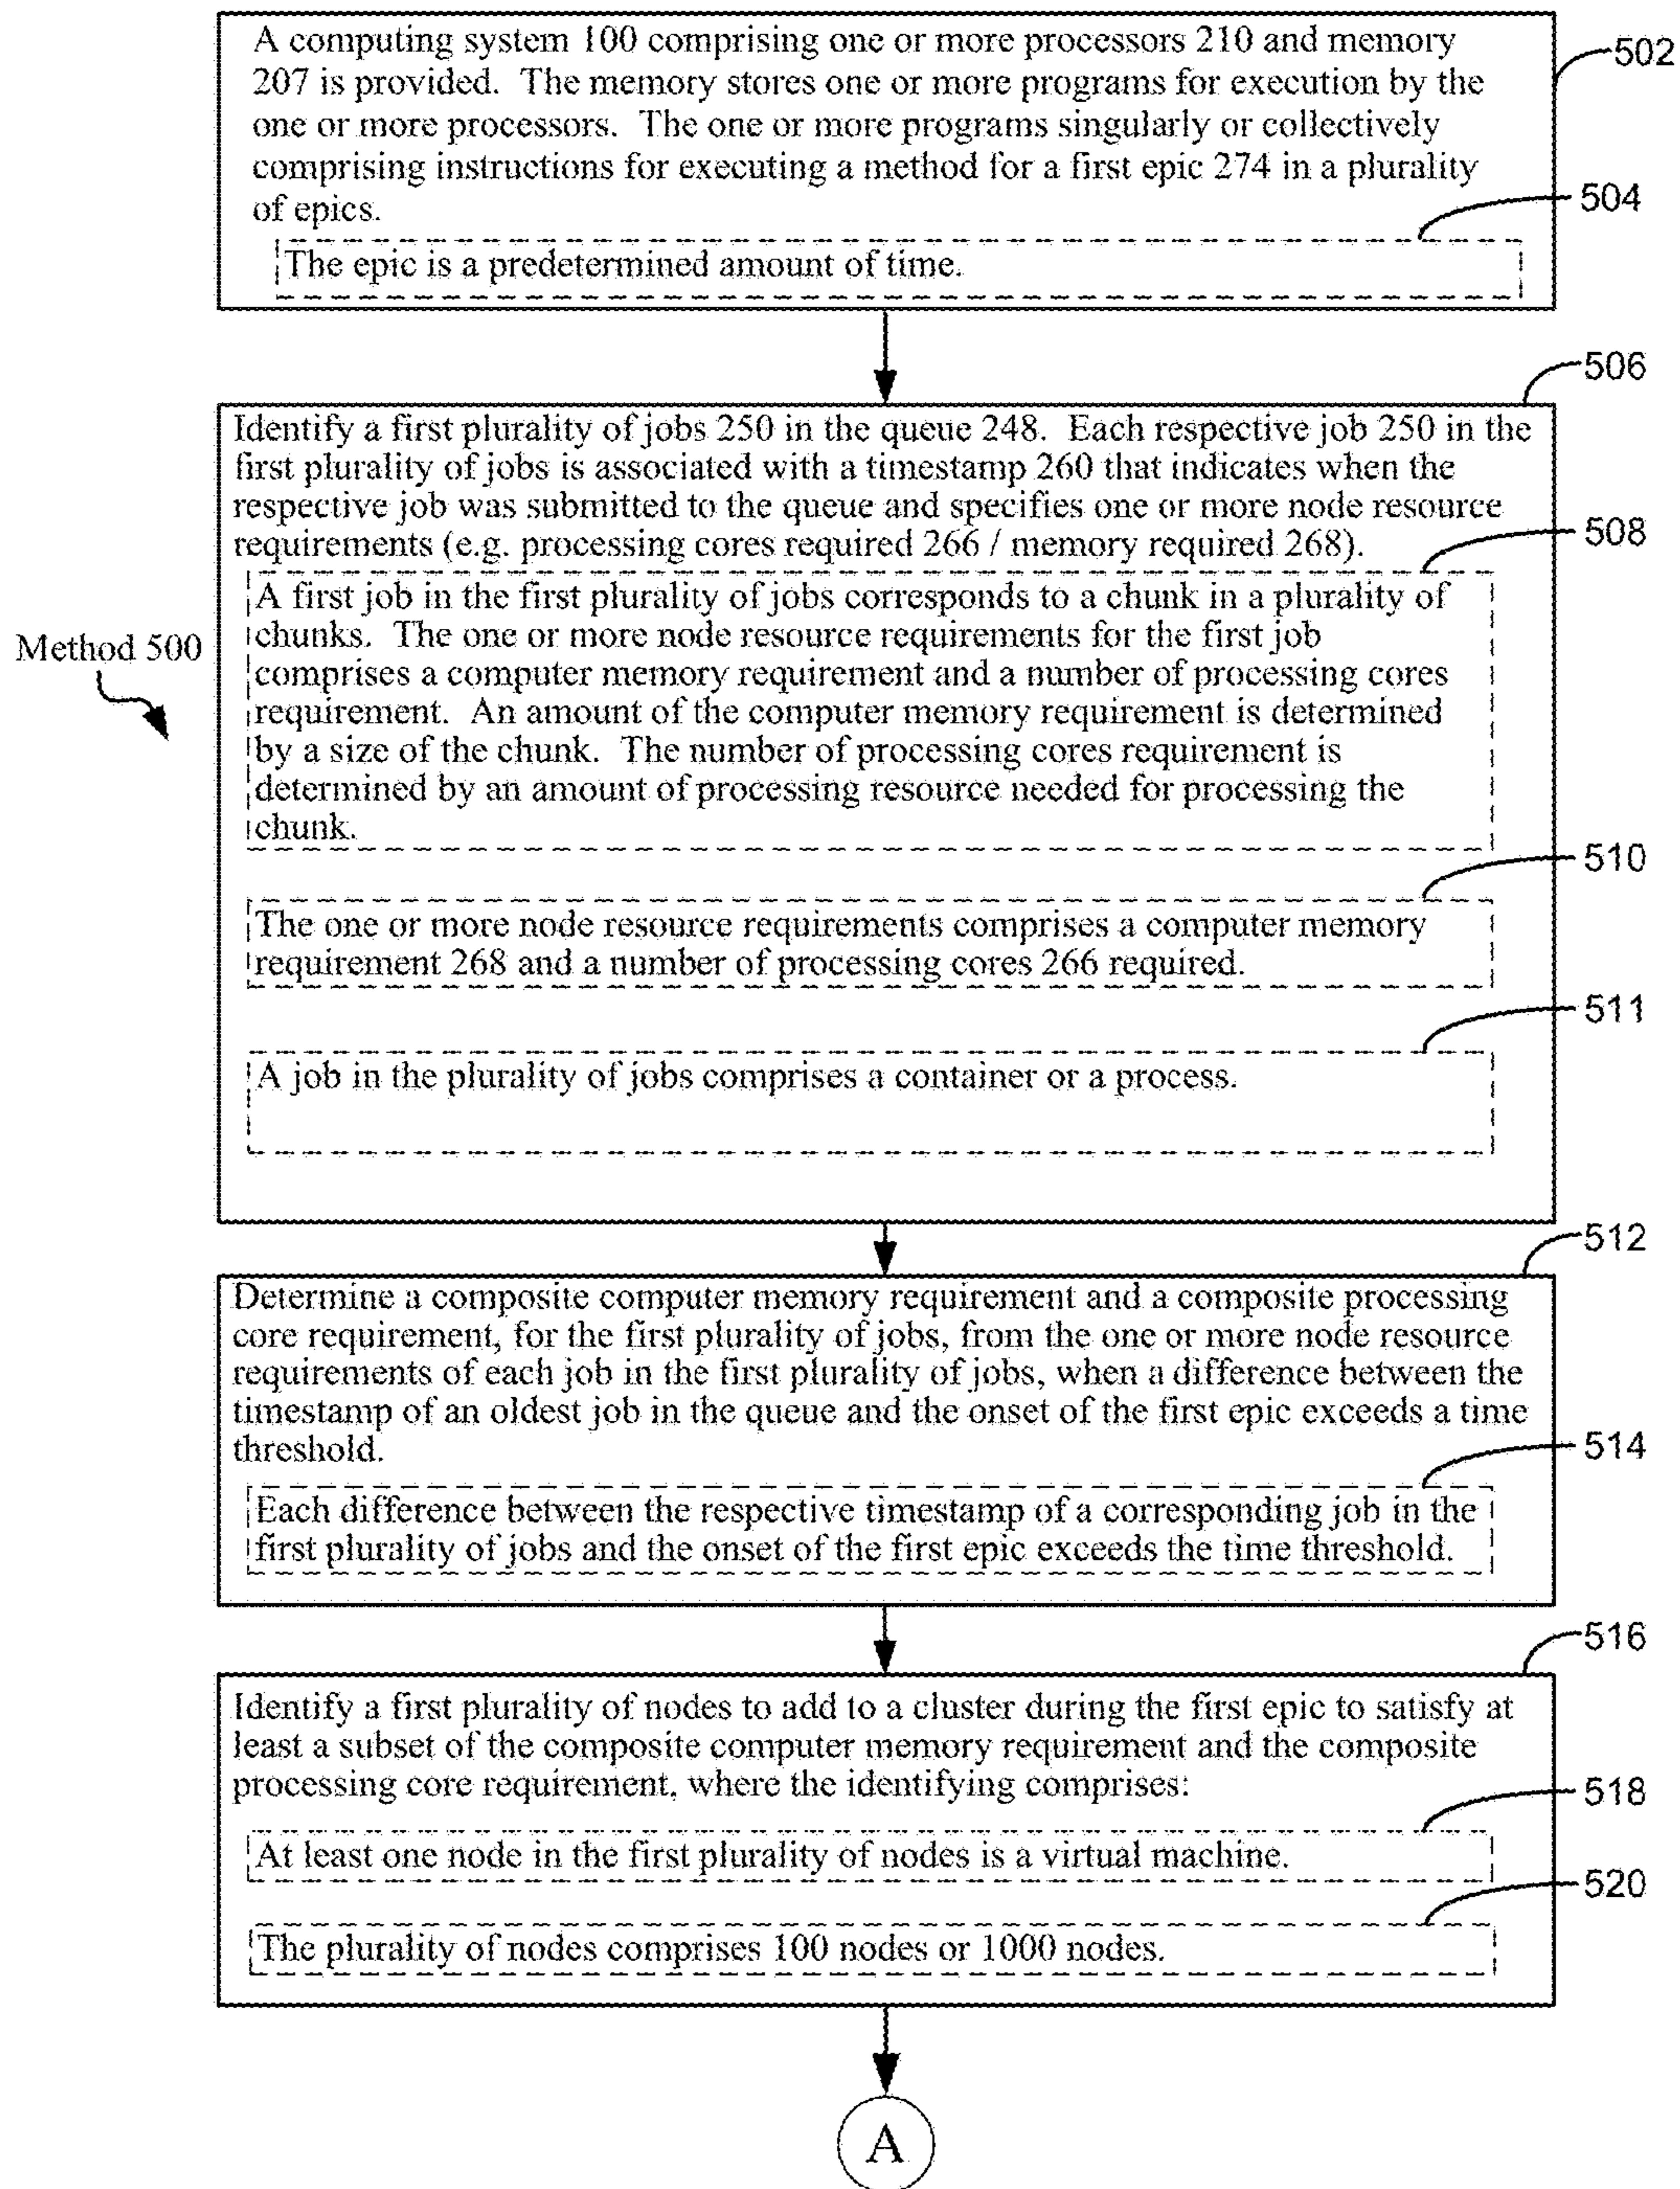 A computing system 100 comprising one or more processors 210 and memory
207 is provided. The memory stores one or more programs for execution by the
one or more processors. The one or more programs singularly or collectively
comprising instructions for executing a method for a first epic 274 in a plurality
of epics.
502
504
The epic is a predetermined amount of time.
506
Identify a first plurality of jobs 250 in the queue 248. Each respective job 250 in the
first plurality of jobs is associated with a timestamp 260 that indicates when the
respective job was submitted to the queue and specifies one or more node resource
requirements (e.g. processing cores required 266 / memory required 268).
508
A first job in the first plurality of jobs corresponds to a chunk in a plurality of
chunks. The one or more node resource requirements for the first job
comprises a computer memory requirement and a number of processing cores
requirement. An amount of the computer memory requirement is determined
by a size of the chunk. The number of processing cores requirement is
determined by an amount of processing resource needed for processing the
chunk.
Method 500
510
The one or more node resource requirements comprises a computer memory
requirement 268 and a number of processing cores 266 required.
511
A job in the plurality of jobs comprises a container or a process.
512
Determine a composite computer memory requirement and a composite processing
core requirement, for the first plurality of jobs, from the one or more node resource
requirements of each job in the first plurality of jobs, when a difference between the
timestamp of an oldest job in the queue and the onset of the first epic exceeds a time
threshold.
514
Each difference between the respective timestamp of a corresponding job in the
first plurality of jobs and the onset of the first epic exceeds the time threshold.
516
Identify a first plurality of nodes to add to a cluster during the first epic to satisfy at
least a subset of the composite computer memory requirement and the composite
processing core requirement, where the identifying comprises:
518
At least one node in the first plurality of nodes is a virtual machine.
520
The plurality of nodes comprises 100 nodes or 1000 nodes.
A